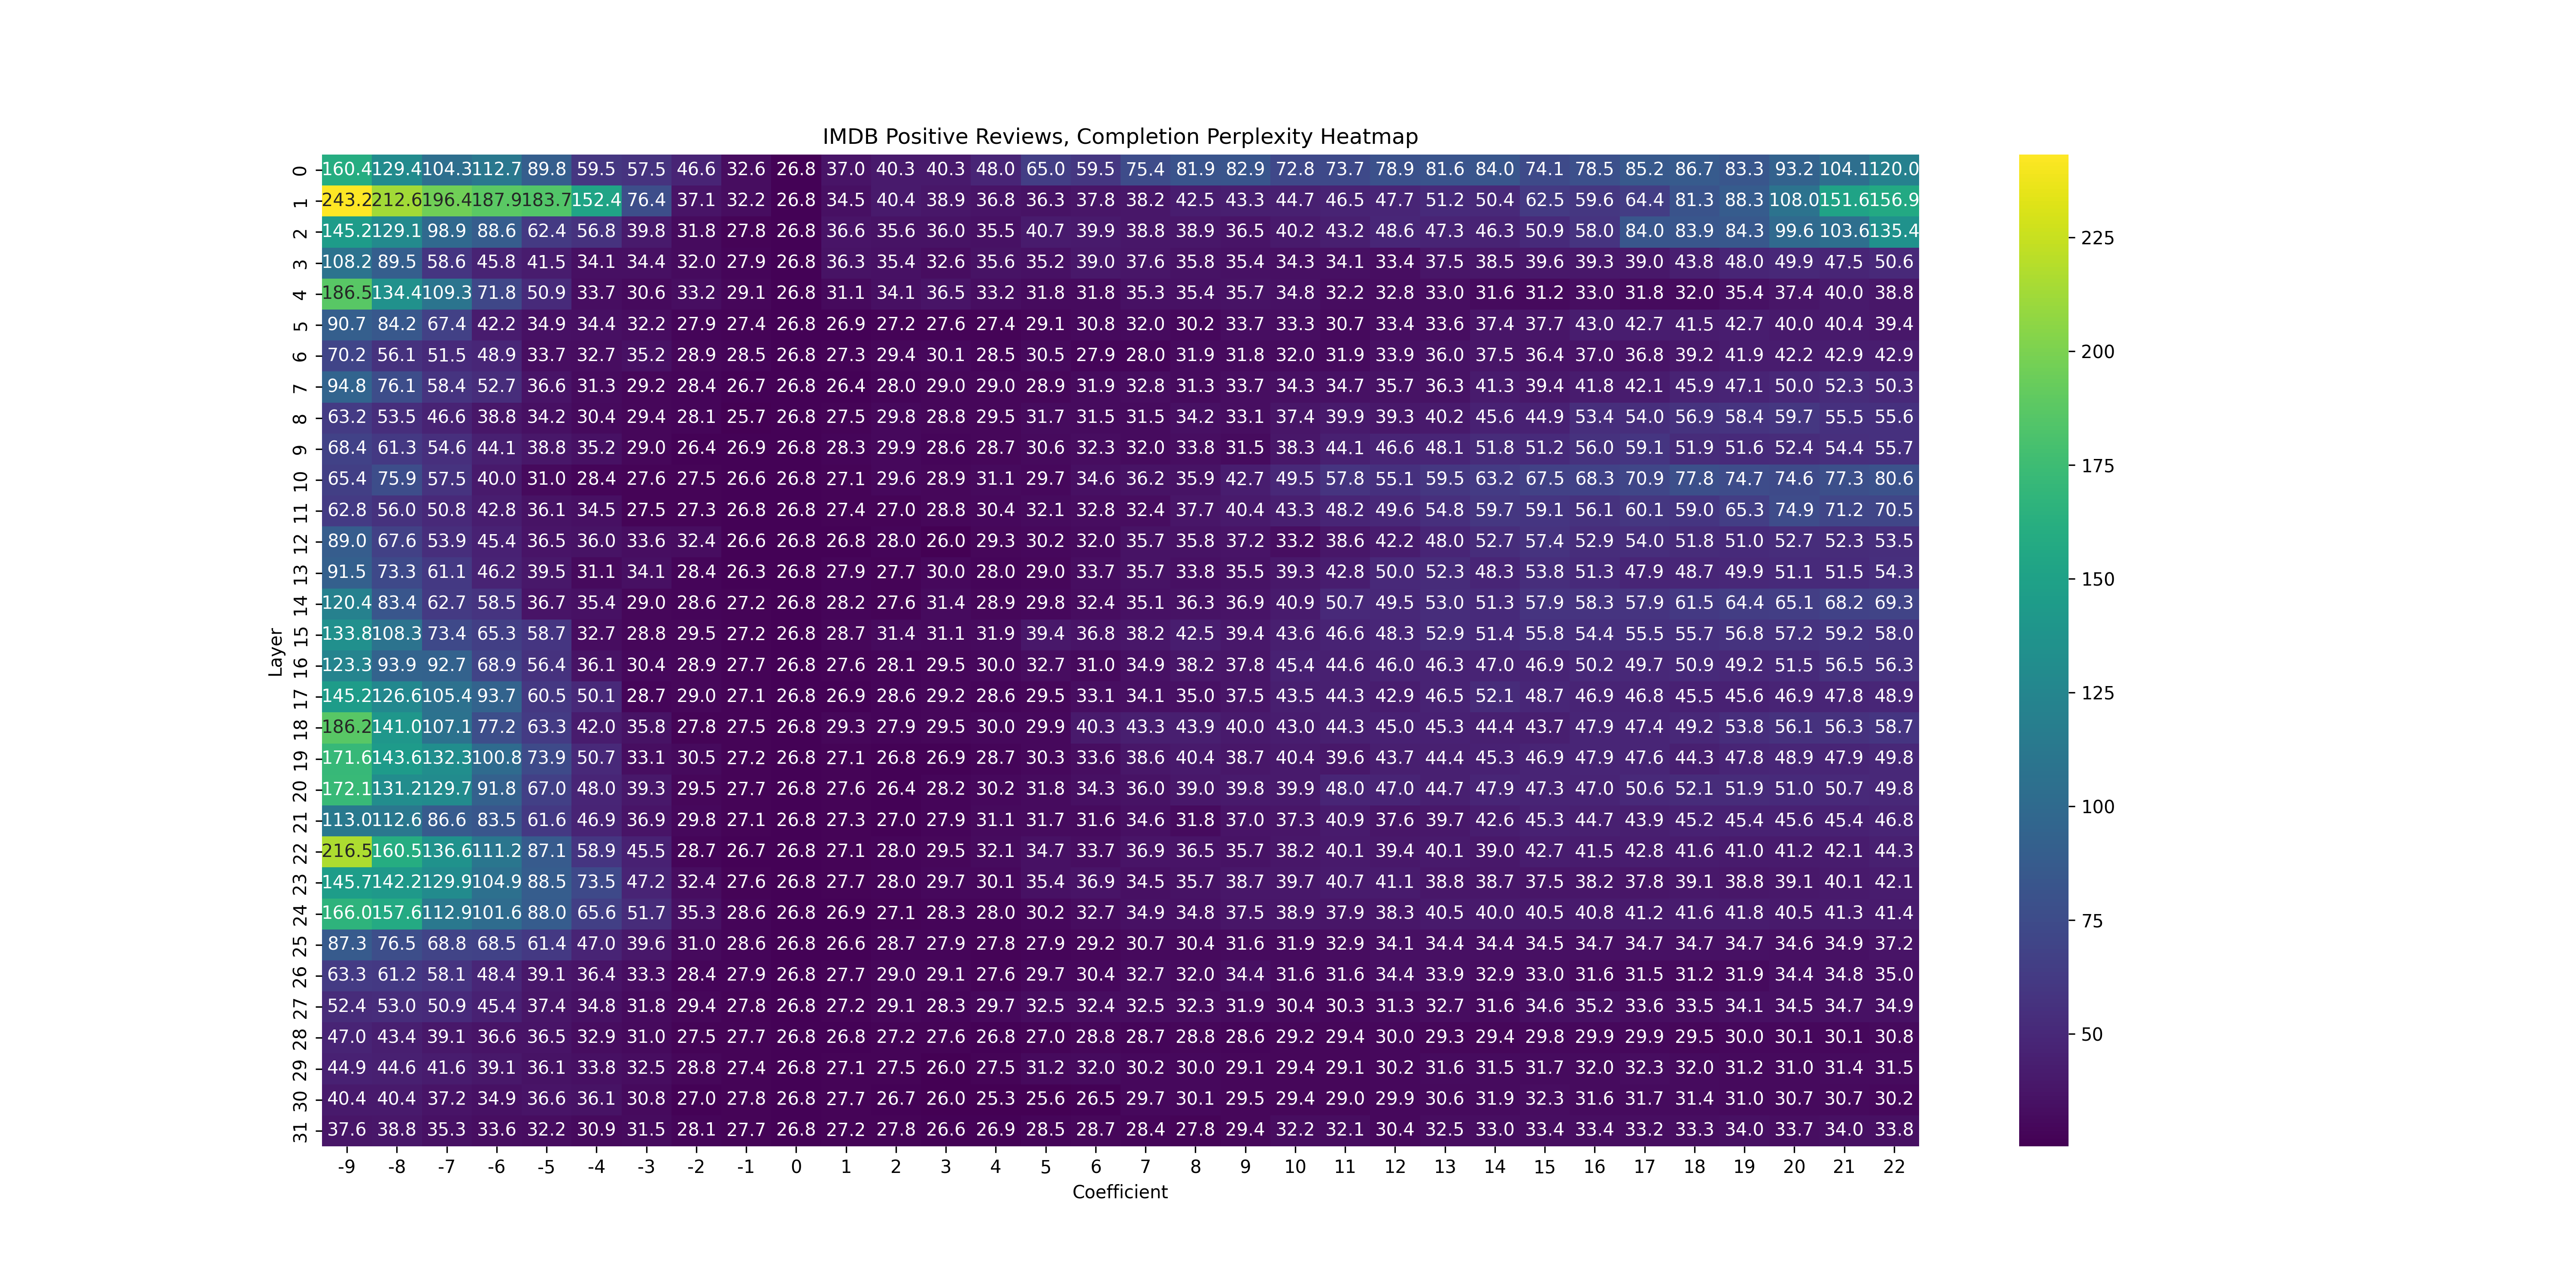 IMDB Positive Reviews, Completion Perplexity Heatmap
0 160.4 129.4 104.3 112.7 89.8 59.5 57.5 46.6 32.6 26.8 37.0 40.3 40.3 48.0 65.0 59.5 75.4 81.9 82.9 72.8 73.7 78.9 81.6 84.0 74.1 78.5 85.2 86.7 83.3 93.2 104.1 120.0
1 243.2 212.6 196.4 187.9 183.7 152.4 76.4 37.1 32.2 26.8 34.5 40.4 38.9 36.8 36.3 37.8 38.2 42.5 43.3 44.7 46.5 47.7 51.2 50.4 62.5 59.6 64.4 81.3 88.3 108.0 151.6 156.9
2 145.2 129.1 98.9 88.6 62.4 56.8 39.8 31.8 27.8 26.8 36.6 35.6 36.0 35.5 40.7 39.9 38.8 38.9 36.5 40.2 43.2 48.6 47.3 46.3 50.9 58.0 84.0 83.9 84.3 99.6 103.6 135.4
3 108.2 89.5 58.6 45.8 41.5 34.1 34.4 32.0 27.9 26.8 36.3 35.4 32.6 35.6 35.2 39.0 37.6 35.8 35.4 34.3 34.1 33.4 37.5 38.5 39.6 39.3 39.0 43.8 48.0 49.9 47.5 50.6
4 186.5 134.4 109.3 71.8 50.9 33.7 30.6 33.2 29.1 26.8 31.1 34.1 36.5 33.2 31.8 31.8 35.3 35.4 35.7 34.8 32.2 32.8 33.0 31.6 31.2 33.0 31.8 32.0 35.4 37.4 40.0 38.8
5 90.7 84.2 67.4 42.2 34.9 34.4 32.2 27.9 27.4 26.8 26.9 27.2 27.6 27.4 29.1 30.8 32.0 30.2 33.7 33.3 30.7 33.4 33.6 37.4 37.7 43.0 42.7 41.5 42.7 40.0 40.4 39.4
6 70.2 56.1 51.5 48.9 33.7 32.7 35.2 28.9 28.5 26.8 27.3 29.4 30.1 28.5 30.5 27.9 28.0 31.9 31.8 32.0 31.9 33.9 36.0 37.5 36.4 37.0 36.8 39.2 41.9 42.2 42.9 42.9
7 94.8 76.1 58.4 52.7 36.6 31.3 29.2 28.4 26.7 26.8 26.4 28.0 29.0 29.0 28.9 31.9 32.8 31.3 33.7 34.3 34.7 35.7 36.3 41.3 39.4 41.8 42.1 45.9 47.1 50.0 52.3 50.3
8 63.2 53.5 46.6 38.8 34.2 30.4 29.4 28.1 25.7 26.8 27.5 29.8 28.8 29.5 31.7 31.5 31.5 34.2 33.1 37.4 39.9 39.3 40.2 45.6 44.9 53.4 54.0 56.9 58.4 59.7 55.5 55.6
9 68.4 61.3 54.6 44.1 38.8 35.2 29.0 26.4 26.9 26.8 28.3 29.9 28.6 28.7 30.6 32.3 32.0 33.8 31.5 38.3 44.1 46.6 48.1 51.8 51.2 56.0 59.1 51.9 51.6 52.4 54.4 55.7
10 65.4 75.9 57.5 40.0 31.0 28.4 27.6 27.5 26.6 26.8 27.1 29.6 28.9 31.1 29.7 34.6 36.2 35.9 42.7 49.5 57.8 55.1 59.5 63.2 67.5 68.3 70.9 77.8 74.7 74.6 77.3 80.6
11 62.8 56.0 50.8 42.8 36.1 34.5 27.5 27.3 26.8 26.8 27.4 27.0 28.8 30.4 32.1 32.8 32.4 37.7 40.4 43.3 48.2 49.6 54.8 59.7 59.1 56.1 60.1 59.0 65.3 74.9 71.2 70.5
12 89.0 67.6 53.9 45.4 36.5 36.0 33.6 32.4 26.6 26.8 26.8 28.0 26.0 29.3 30.2 32.0 35.7 35.8 37.2 33.2 38.6 42.2 48.0 52.7 57.4 52.9 54.0 51.8 51.0 52.7 52.3 53.5
13 91.5 73.3 61.1 46.2 39.5 31.1 34.1 28.4 26.3 26.8 27.9 27.7 30.0 28.0 29.0 33.7 35.7 33.8 35.5 39.3 42.8 50.0 52.3 48.3 53.8 51.3 47.9 48.7 49.9 51.1 51.5 54.3
14 120.4 83.4 62.7 58.5 36.7 35.4 29.0 28.6 27.2 26.8 28.2 27.6 31.4 28.9 29.8 32.4 35.1 36.3 36.9 40.9 50.7 49.5 53.0 51.3 57.9 58.3 57.9 61.5 64.4 65.1 68.2 69.3
15 133.8 108.3 73.4 65.3 58.7 32.7 28.8 29.5 27.2 26.8 28.7 31.4 31.1 31.9 39.4 36.8 38.2 42.5 39.4 43.6 46.6 48.3 52.9 51.4 55.8 54.4 55.5 55.7 56.8 57.2 59.2 58.0
16 123.3 93.9 92.7 68.9 56.4 36.1 30.4 28.9 27.7 26.8 27.6 28.1 29.5 30.0 32.7 31.0 34.9 38.2 37.8 45.4 44.6 46.0 46.3 47.0 46.9 50.2 49.7 50.9 49.2 51.5 56.5 56.3
17 145.2 126.6 105.4 93.7 60.5 50.1 28.7 29.0 27.1 26.8 26.9 28.6 29.2 28.6 29.5 33.1 34.1 35.0 37.5 43.5 44.3 42.9 46.5 52.1 48.7 46.9 46.8 45.5 45.6 46.9 47.8 48.9
18 186.2 141.0 107.1 77.2 63.3 42.0 35.8 27.8 27.5 26.8 29.3 27.9 29.5 30.0 29.9 40.3 43.3 43.9 40.0 43.0 44.3 45.0 45.3 44.4 43.7 47.9 47.4 49.2 53.8 56.1 56.3 58.7
19 171.6 143.6 132.3 100.8 73.9 50.7 33.1 30.5 27.2 26.8 27.1 26.8 26.9 28.7 30.3 33.6 38.6 40.4 38.7 40.4 39.6 43.7 44.4 45.3 46.9 47.9 47.6 44.3 47.8 48.9 47.9 49.8
20 172.1 131.2 129.7 91.8 67.0 48.0 39.3 29.5 27.7 26.8 27.6 26.4 28.2 30.2 31.8 34.3 36.0 39.0 39.8 39.9 48.0 47.0 44.7 47.9 47.3 47.0 50.6 52.1 51.9 51.0 50.7 49.8
21 113.0 112.6 86.6 83.5 61.6 46.9 36.9 29.8 27.1 26.8 27.3 27.0 27.9 31.1 31.7 31.6 34.6 31.8 37.0 37.3 40.9 37.6 39.7 42.6 45.3 44.7 43.9 45.2 45.4 45.6 45.4 46.8
22 216.5 160.5 136.6 111.2 87.1 58.9 45.5 28.7 26.7 26.8 27.1 28.0 29.5 32.1 34.7 33.7 36.9 36.5 35.7 38.2 40.1 39.4 40.1 39.0 42.7 41.5 42.8 41.6 41.0 41.2 42.1 44.3
23 145.7 142.2 129.9 104.9 88.5 73.5 47.2 32.4 27.6 26.8 27.7 28.0 29.7 30.1 35.4 36.9 34.5 35.7 38.7 39.7 40.7 41.1 38.8 38.7 37.5 38.2 37.8 39.1 38.8 39.1 40.1 42.1
24 166.0 157.6 112.9 101.6 88.0 65.6 51.7 35.3 28.6 26.8 26.9 27.1 28.3 28.0 30.2 32.7 34.9 34.8 37.5 38.9 37.9 38.3 40.5 40.0 40.5 40.8 41.2 41.6 41.8 40.5 41.3 41.4
25 87.3 76.5 68.8 68.5 61.4 47.0 39.6 31.0 28.6 26.8 26.6 28.7 27.9 27.8 27.9 29.2 30.7 30.4 31.6 31.9 32.9 34.1 34.4 34.4 34.5 34.7 34.7 34.7 34.7 34.6 34.9 37.2
26 63.3 61.2 58.1 48.4 39.1 36.4 33.3 28.4 27.9 26.8 27.7 29.0 29.1 27.6 29.7 30.4 32.7 32.0 34.4 31.6 31.6 34.4 33.9 32.9 33.0 31.6 31.5 31.2 31.9 34.4 34.8 35.0
27 52.4 53.0 50.9 45.4 37.4 34.8 31.8 29.4 27.8 26.8 27.2 29.1 28.3 29.7 32.5 32.4 32.5 32.3 31.9 30.4 30.3 31.3 32.7 31.6 34.6 35.2 33.6 33.5 34.1 34.5 34.7 34.9
28 47.0 43.4 39.1 36.6 36.5 32.9 31.0 27.5 27.7 26.8 26.8 27.2 27.6 26.8 27.0 28.8 28.7 28.8 28.6 29.2 29.4 30.0 29.3 29.4 29.8 29.9 29.9 29.5 30.0 30.1 30.1 30.8
29 44.9 44.6 41.6 39.1 36.1 33.8 32.5 28.8 27.4 26.8 27.1 27.5 26.0 27.5 31.2 32.0 30.2 30.0 29.1 29.4 29.1 30.2 31.6 31.5 31.7 32.0 32.3 32.0 31.2 31.0 31.4 31.5
30 40.4 40.4 37.2 34.9 36.6 36.1 30.8 27.0 27.8 26.8 27.7 26.7 26.0 25.3 25.6 26.5 29.7 30.1 29.5 29.4 29.0 29.9 30.6 31.9 32.3 31.6 31.7 31.4 31.0 30.7 30.7 30.2
31 37.6 38.8 35.3 33.6 32.2 30.9 31.5 28.1 27.7 26.8 27.2 27.8 26.6 26.9 28.5 28.7 28.4 27.8 29.4 32.2 32.1 30.4 32.5 33.0 33.4 33.4 33.2 33.3 34.0 33.7 34.0 33.8
-9 -8 -7 -6 -5 -4 -3 -2 -1 0 1 2 3 4 5 6 7 8 9 10 11 12 13 14 15 16 17 18 19 20 21 22
Coefficient
Layer
225
200
175
150
125
100
75
50